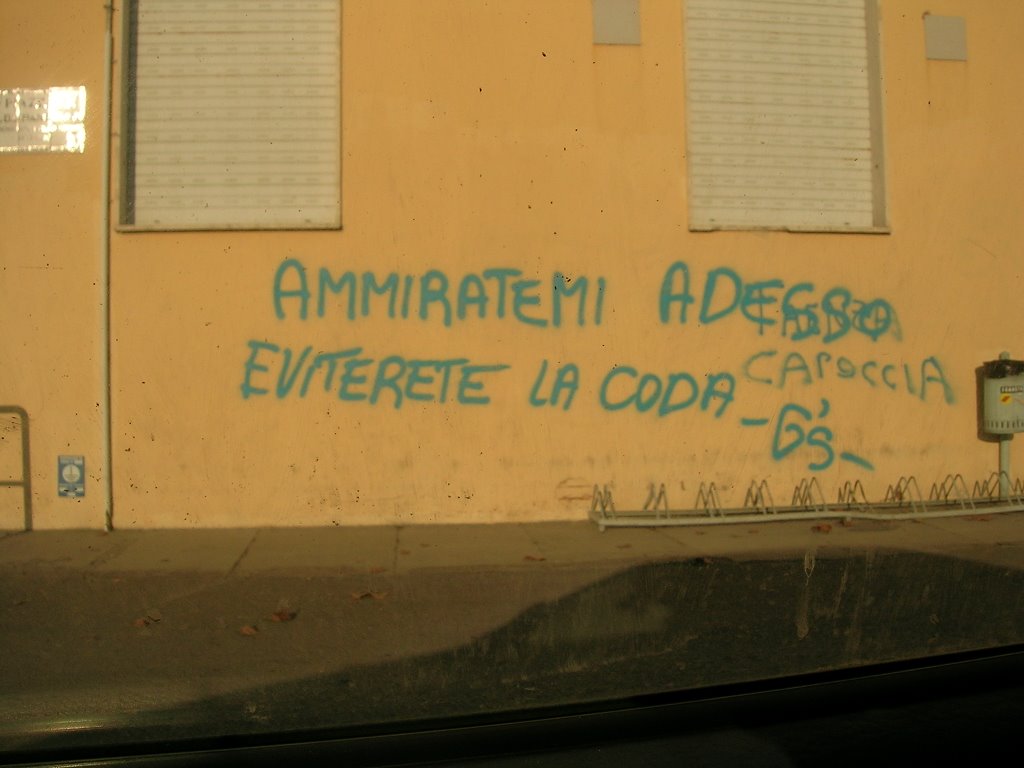 AMMIRATEMI ADESSO
EVITERETE LA CODA
CAPOCCIA
-G'S-